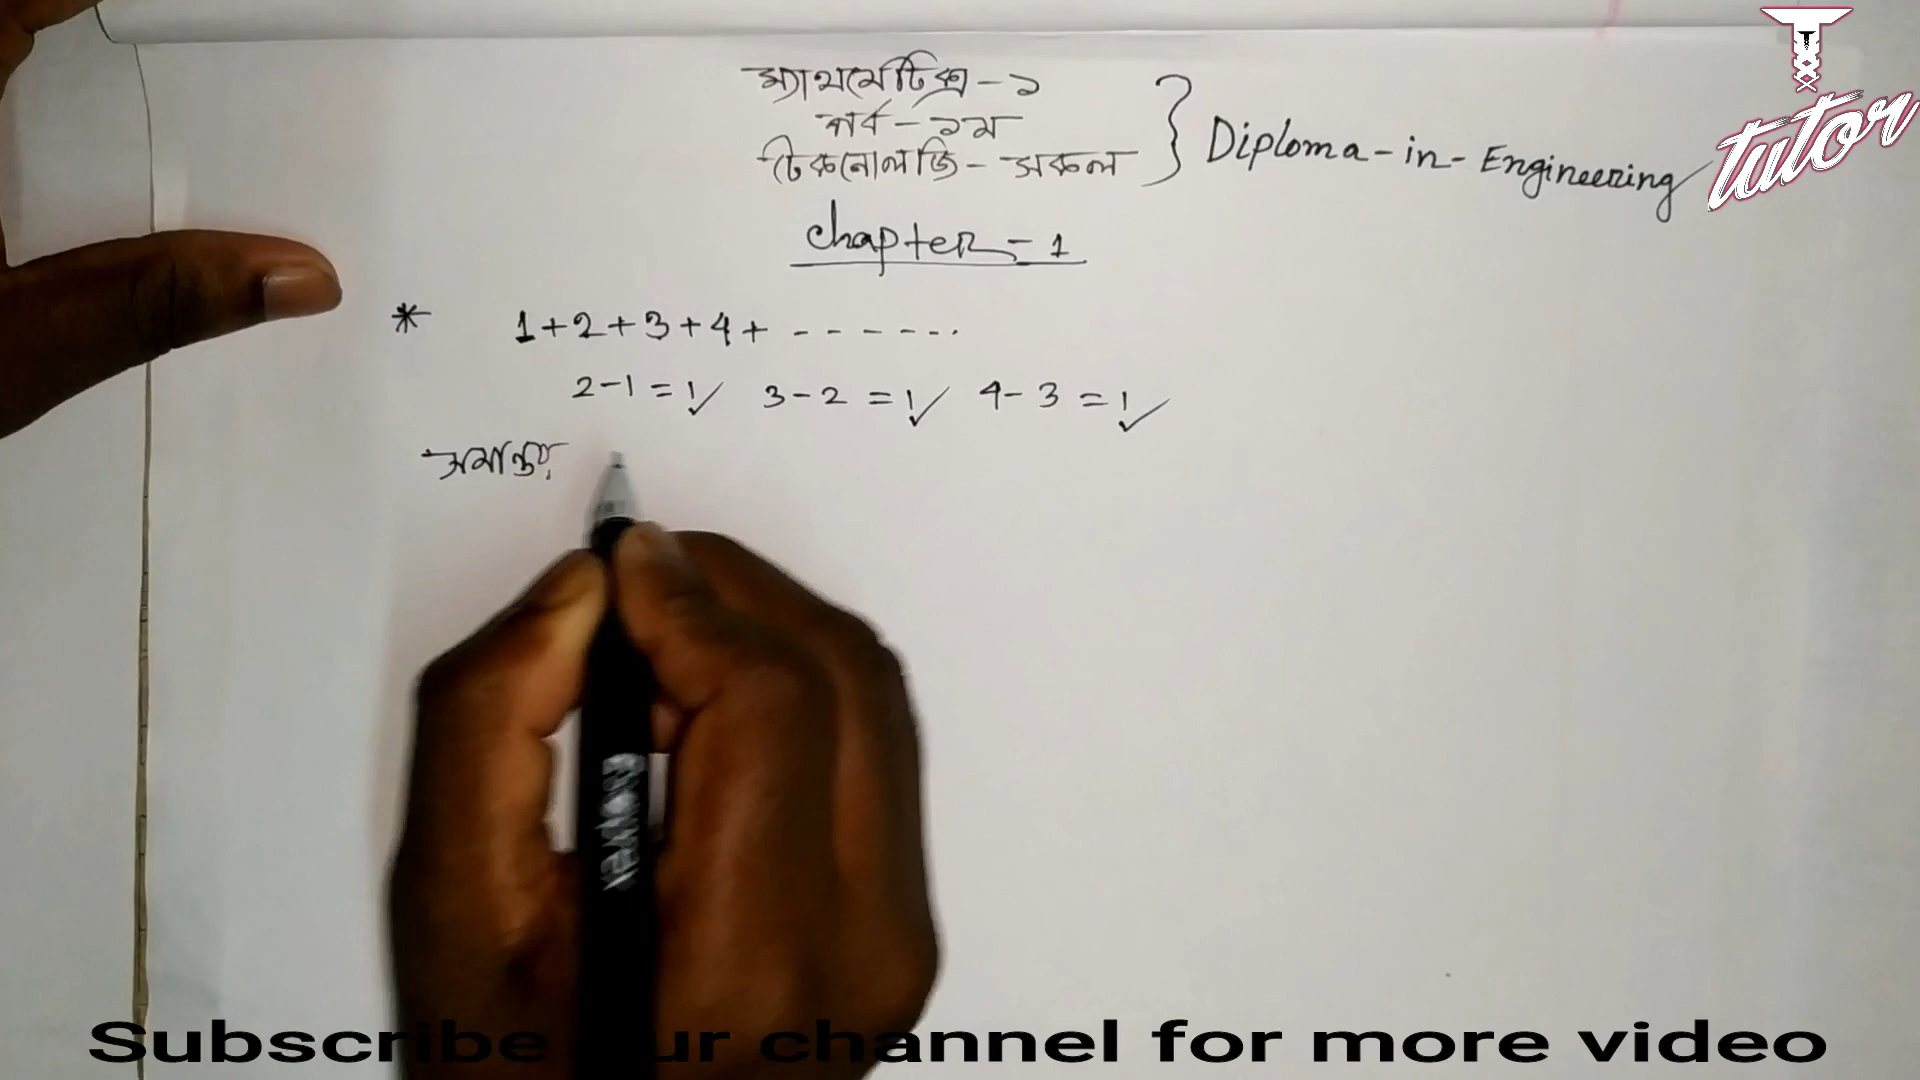 ম্যাথমেটিক্স - ১
পর্ব - ১ম
টেকনোলজি - সকল
} Diploma-in-Engineering
Chapter - 1
* 1+2+3+4+ - - - - - - .
2-1 = 1✓ 3-2 = 1✓ 4-3 = 1✓
সমান্তর
T
tutor
Subscribe our channel for more video